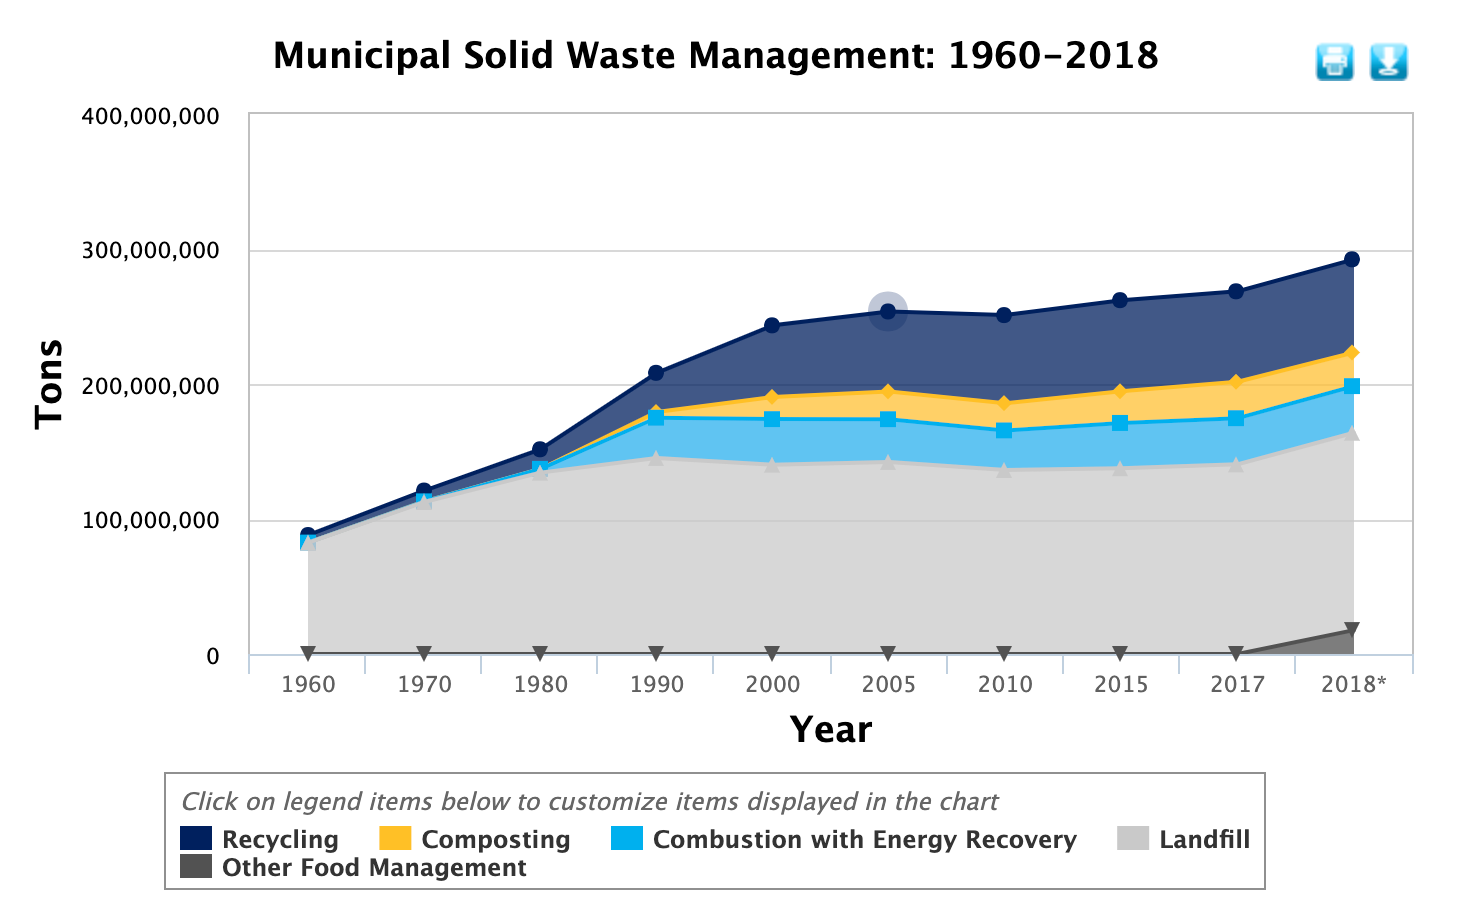 Municipal Solid Waste Management: 1960–2018
400,000,000
300,000,000
200,000,000
100,000,000
0
Tons
1960 1970 1980 1990 2000 2005 2010 2015 2017 2018*
Year
Click on legend items below to customize items displayed in the chart
Recycling Composting Combustion with Energy Recovery Landfill
Other Food Management